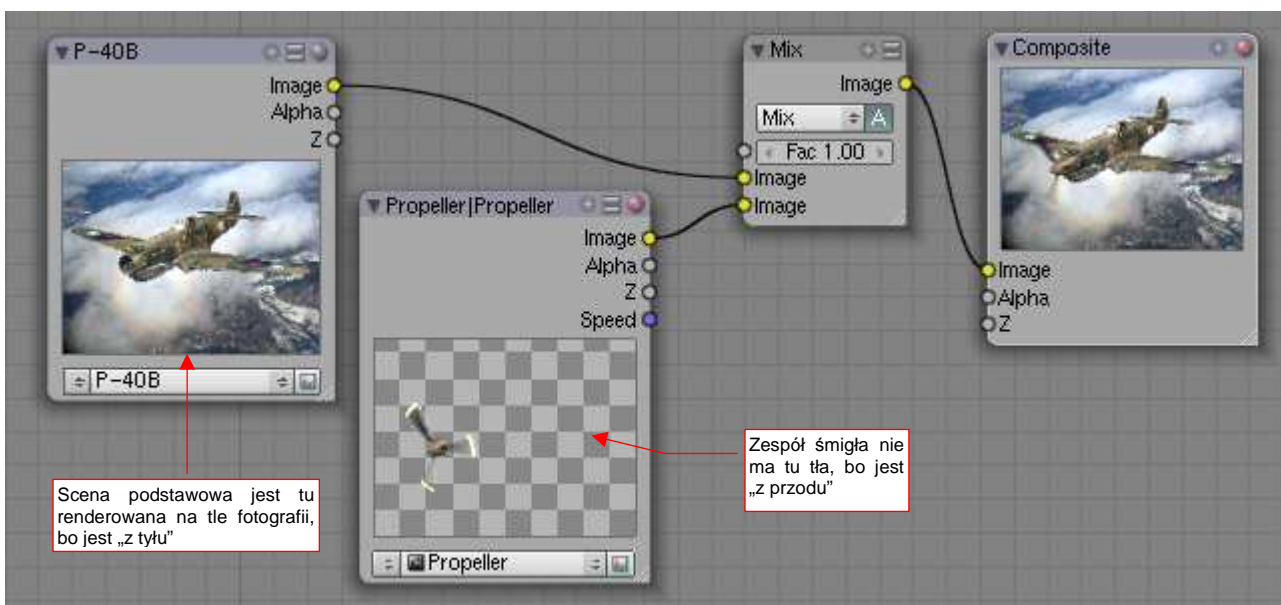 P-40B
Image
Alpha
Z
P-40B
Scena podstawowa jest tu
renderowana na tle fotografii,
bo jest „z tyłu”
Propeller|Propeller
Image
Alpha
Z
Speed
Propeller
Zespół śmigła nie
ma tu tła, bo jest
„z przodu”
Mix
Image
Mix A
Fac 1.00
Image
Image
Composite
Image
Alpha
Z